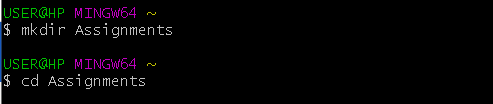 USER@HP MINGW64 ~
$ mkdir Assignments
USER@HP MINGW64 ~
$ cd Assignments